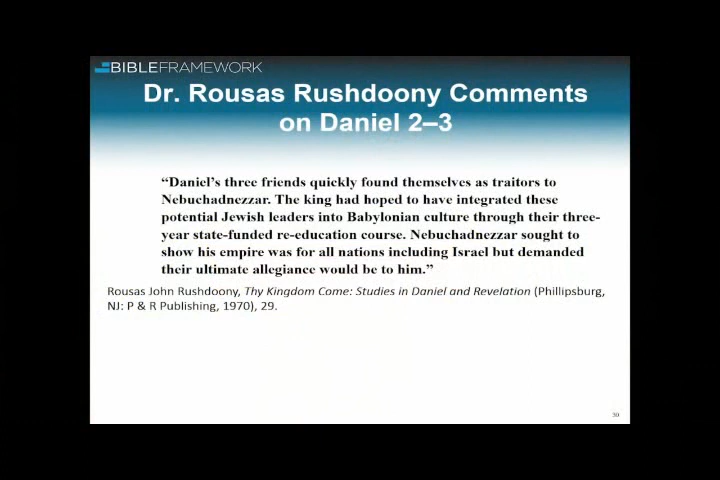 BIBLEFRAMEWORK
Dr. Rousas Rushdoony Comments
on Daniel 2–3
“Daniel’s three friends quickly found themselves as traitors to
Nebuchadnezzar. The king had hoped to have integrated these
potential Jewish leaders into Babylonian culture through their three-
year state-funded re-education course. Nebuchadnezzar sought to
show his empire was for all nations including Israel but demanded
their ultimate allegiance would be to him.”
Rousas John Rushdoony, Thy Kingdom Come: Studies in Daniel and Revelation (Phillipsburg,
NJ: P & R Publishing, 1970), 29.